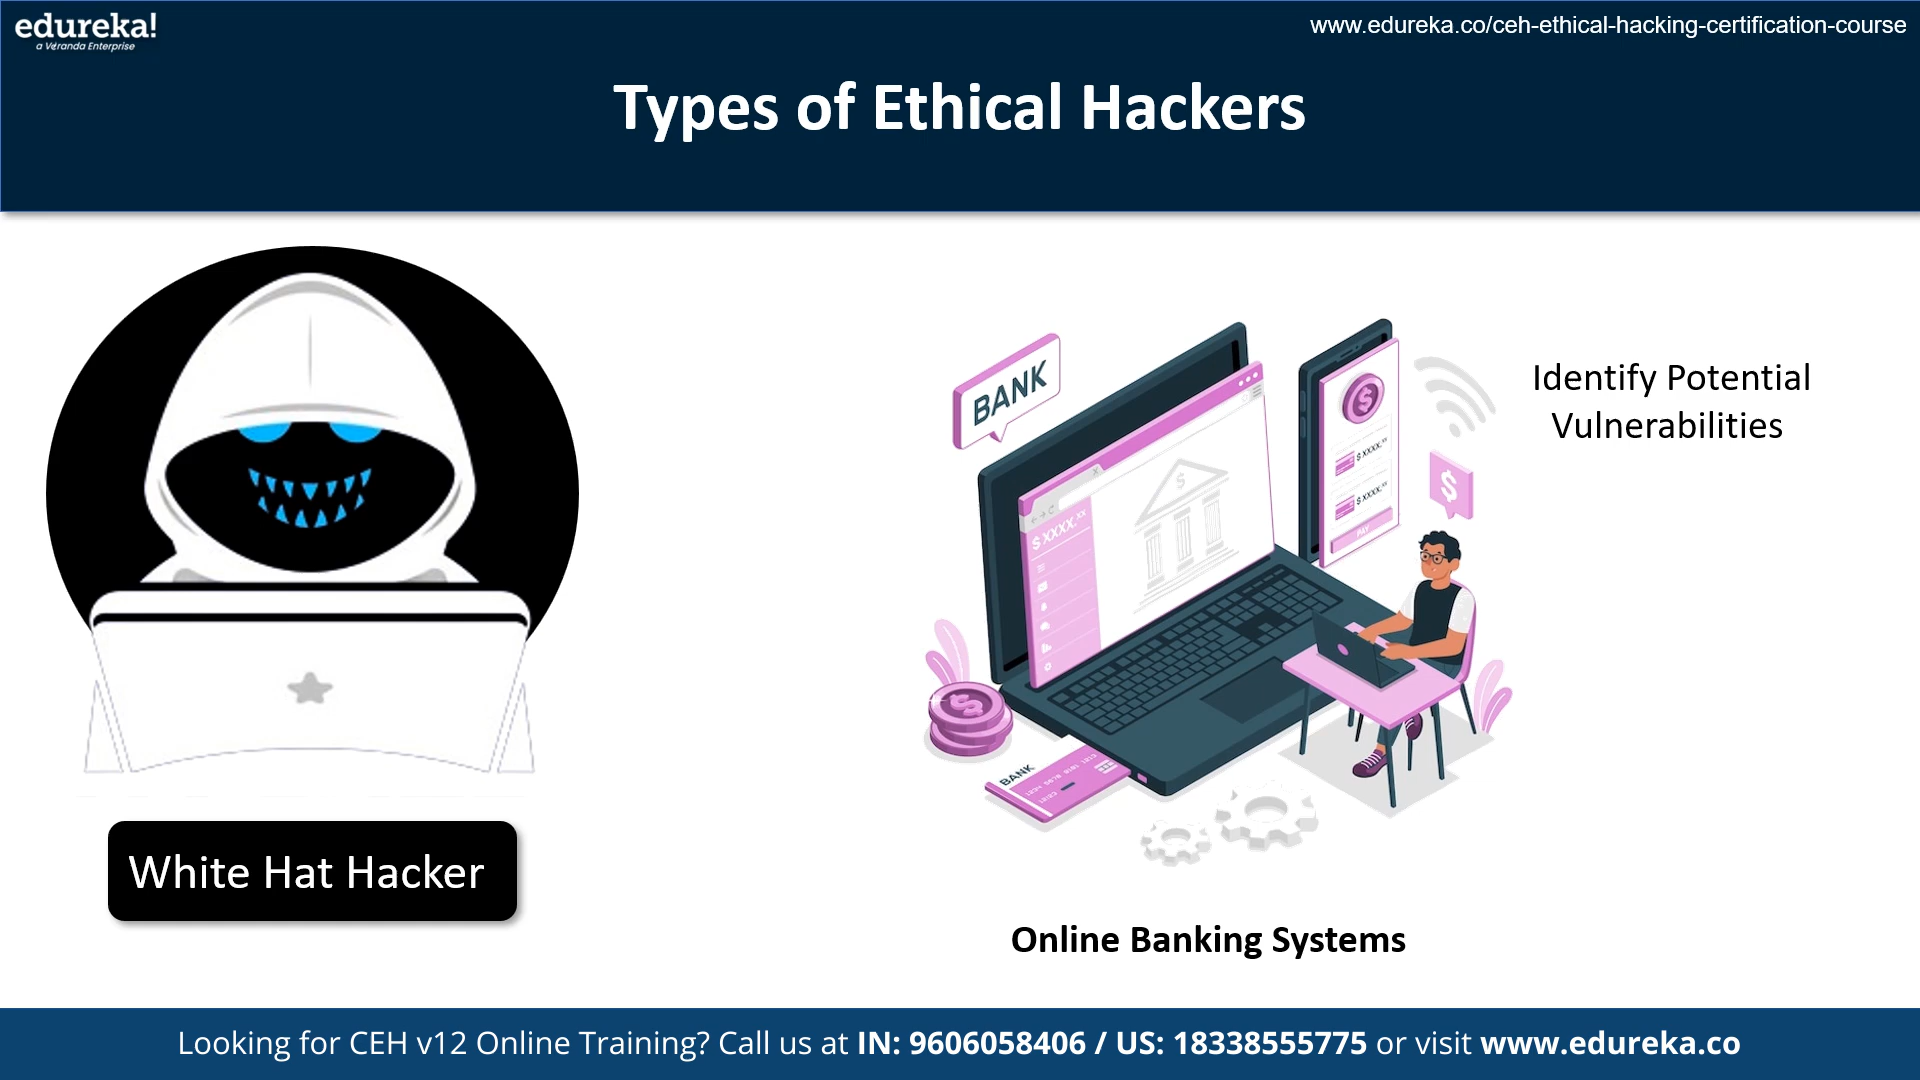 edureka!
a Veranda Enterprise
www.edureka.co/ceh-ethical-hacking-certification-course
Types of Ethical Hackers
White Hat Hacker
BANK
$ XXXX.XX
$
$
$ XXXX.XX
$ XXXX.XX
PAY
$
$
BANK
Identify Potential
Vulnerabilities
Online Banking Systems
Looking for CEH v12 Online Training? Call us at IN: 9606058406 / US: 18338555775 or visit www.edureka.co